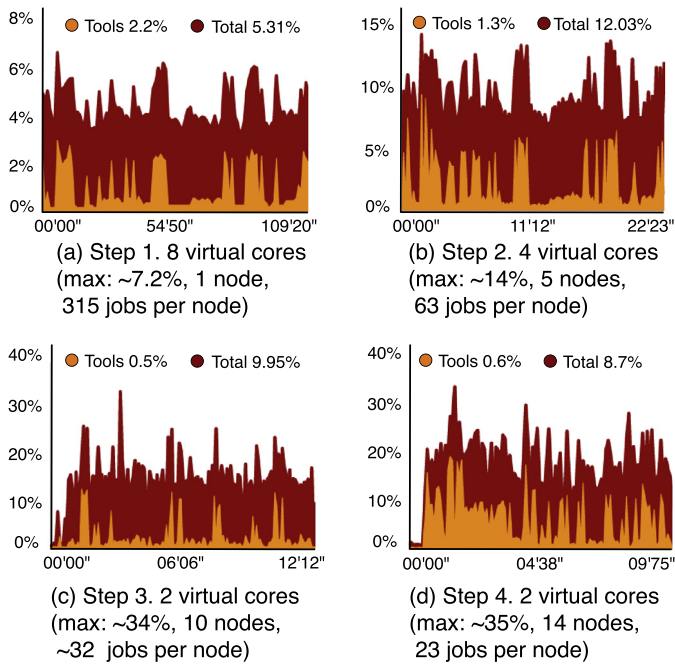 8%
Tools 2.2% Total 5.31%
6%
4%
2%
0%
00'00" 54'50" 109'20"
(a) Step 1. 8 virtual cores
(max: ~7.2%, 1 node,
315 jobs per node)
15%
Tools 1.3% Total 12.03%
10%
5%
0%
00'00" 11'12" 22'23"
(b) Step 2. 4 virtual cores
(max: ~14%, 5 nodes,
63 jobs per node)
40%
Tools 0.5% Total 9.95%
30%
20%
10%
0%
00'00" 06'06" 12'12"
(c) Step 3. 2 virtual cores
(max: ~34%, 10 nodes,
~32 jobs per node)
40%
Tools 0.6% Total 8.7%
30%
20%
10%
0%
00'00" 04'38" 09'75"
(d) Step 4. 2 virtual cores
(max: ~35%, 14 nodes,
23 jobs per node)